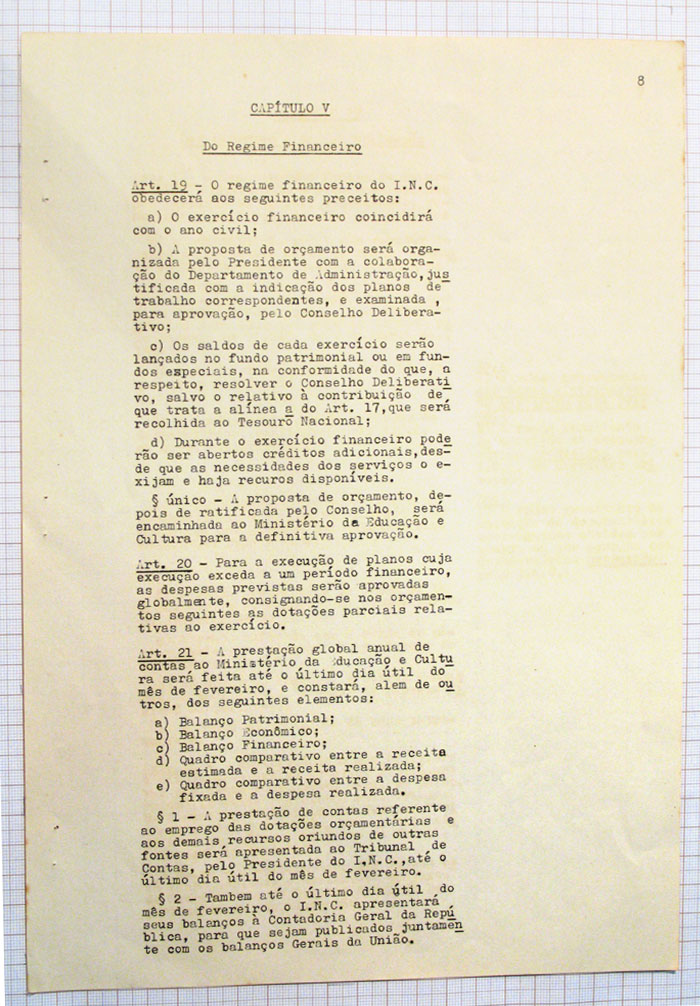 8
CAPÍTULO V
Do Regime Financeiro
Art. 19 - O regime financeiro do I.N.C.
obedecerá aos seguintes preceitos:
a) O exercício financeiro coincidirá
com o ano civil;
b) A proposta de orçamento será orga-
nizada pelo Presidente com a colabora-
ção do Departamento de Administração,jus
tificada com a indicação dos planos de
trabalho correspondentes, e examinada ,
para aprovação, pelo Conselho Delibera-
tivo;
c) Os saldos de cada exercício serão
lançados no fundo patrimonial ou em fun-
dos especiais, na conformidade do que, a
respeito, resolver o Conselho Deliberati
vo, salvo o relativo à contribuição de
que trata a alínea a do Art. 17,que será
recolhida ao Tesouro Nacional;
d) Durante o exercício financeiro pode
rão ser abertos créditos adicionais,des-
de que as necessidades dos serviços o e-
xijam e haja recuros disponíveis.
§ único - A proposta de orçamento, de-
pois de ratificada pelo Conselho, será
encaminhada ao Ministério da Educação e
Cultura para a definitiva aprovação.
Art. 20 - Para a execução de planos cuja
execução exceda a um período financeiro,
as despesas previstas serão aprovadas
globalmente, consignando-se nos orçamen-
tos seguintes as dotações parciais rela-
tivas ao exercício.
Art. 21 - A prestação global anual de
contas ao Ministério da Educação e Cultu
ra será feita até o último dia útil do
mês de fevereiro, e constará, alem de ou
tros, dos seguintes elementos:
a) Balanço Patrimonial;
b) Balanço Econômico;
c) Balanço Financeiro;
d) Quadro comparativo entre a receita
estimada e a receita realizada;
e) Quadro comparativo entre a despesa
fixada e a despesa realizada.
§ 1 - A prestação de contas referente
ao emprego das dotações orçamentárias e
aos demais recursos oriundos de outras
fontes será apresentada ao Tribunal de
Contas, pelo Presidente do I.N.C.,até o
último dia útil do mês de fevereiro.
§ 2 - Tambem até o último dia útil do
mês de fevereiro, o I.N.C. apresentará
seus balanços à Contadoria Geral da Repú
blica, para que sejam publicados juntamen
te com os balanços Gerais da União.